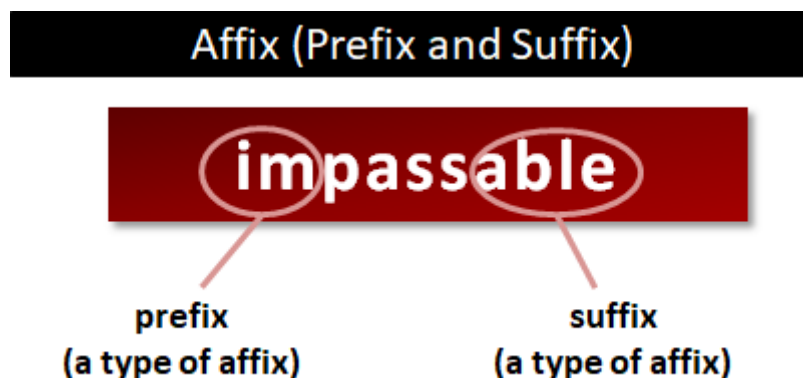 Affix (Prefix and Suffix)
impassable
prefix suffix
(a type of affix) (a type of affix)